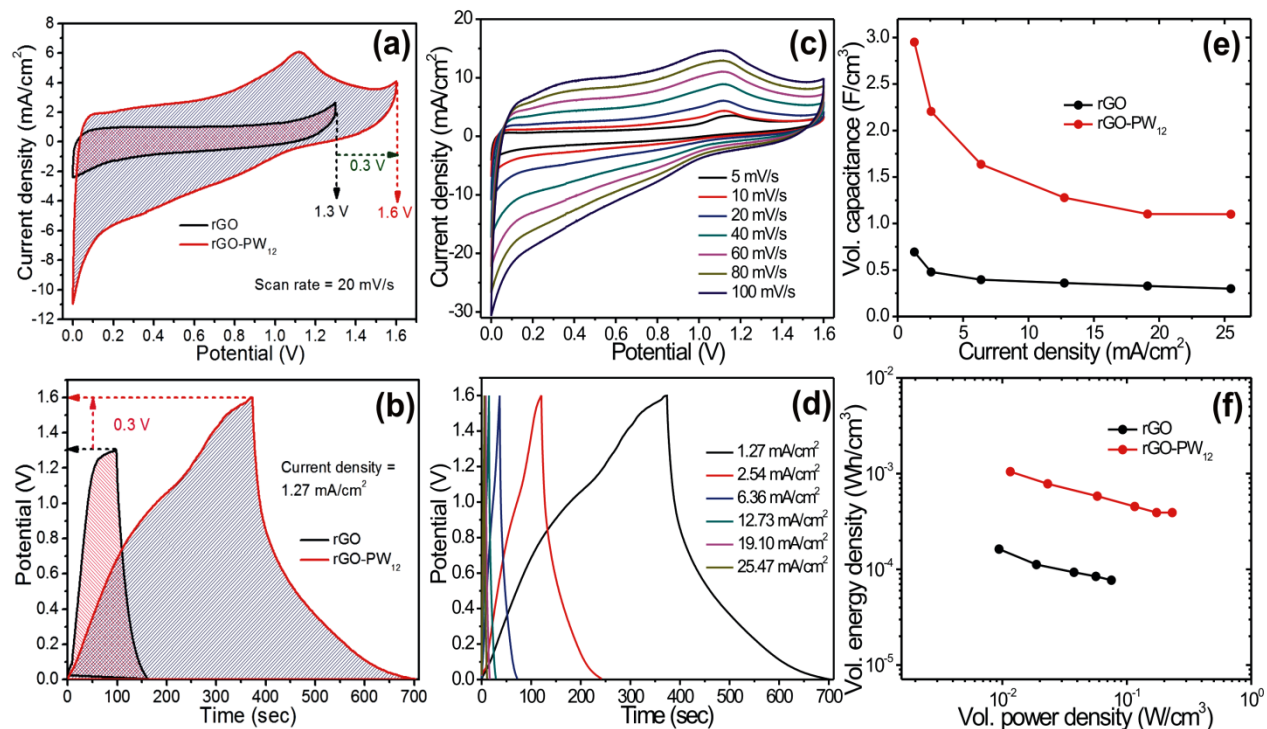 (a)
Current density (mA/cm²)
8
6
4
2
0
-2
-4
-6
-8
-10
-12
0.3 V
1.3 V
1.6 V
rGO
rGO-PW₁₂
Scan rate = 20 mV/s
0.0 0.2 0.4 0.6 0.8 1.0 1.2 1.4 1.6
Potential (V)
(c)
Current density (mA/cm²)
20
10
0
-10
-20
-30
5 mV/s
10 mV/s
20 mV/s
40 mV/s
60 mV/s
80 mV/s
100 mV/s
0.0 0.2 0.4 0.6 0.8 1.0 1.2 1.4 1.6
Potential (V)
(e)
Vol. capacitance (F/cm³)
3.0
2.5
2.0
1.5
1.0
0.5
0.0
rGO
rGO-PW₁₂
0 5 10 15 20 25
Current density (mA/cm²)
(b)
Potential (V)
1.6
1.4
1.2
1.0
0.8
0.6
0.4
0.2
0.0
0.3 V
Current density =
1.27 mA/cm²
rGO
rGO-PW₁₂
0 100 200 300 400 500 600 700
Time (sec)
(d)
Potential (V)
1.6
1.4
1.2
1.0
0.8
0.6
0.4
0.2
0.0
1.27 mA/cm²
2.54 mA/cm²
6.36 mA/cm²
12.73 mA/cm²
19.10 mA/cm²
25.47 mA/cm²
0 100 200 300 400 500 600 700
Time (sec)
(f)
Vol. energy density (Wh/cm³)
10⁻²
10⁻³
10⁻⁴
10⁻⁵
rGO
rGO-PW₁₂
10⁻² 10⁻¹ 10⁰
Vol. power density (W/cm³)